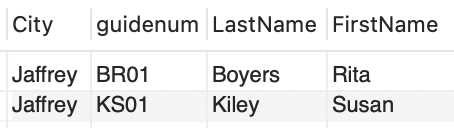 City guidenum LastName FirstName
Jaffrey BR01 Boyers Rita
Jaffrey KS01 Kiley Susan